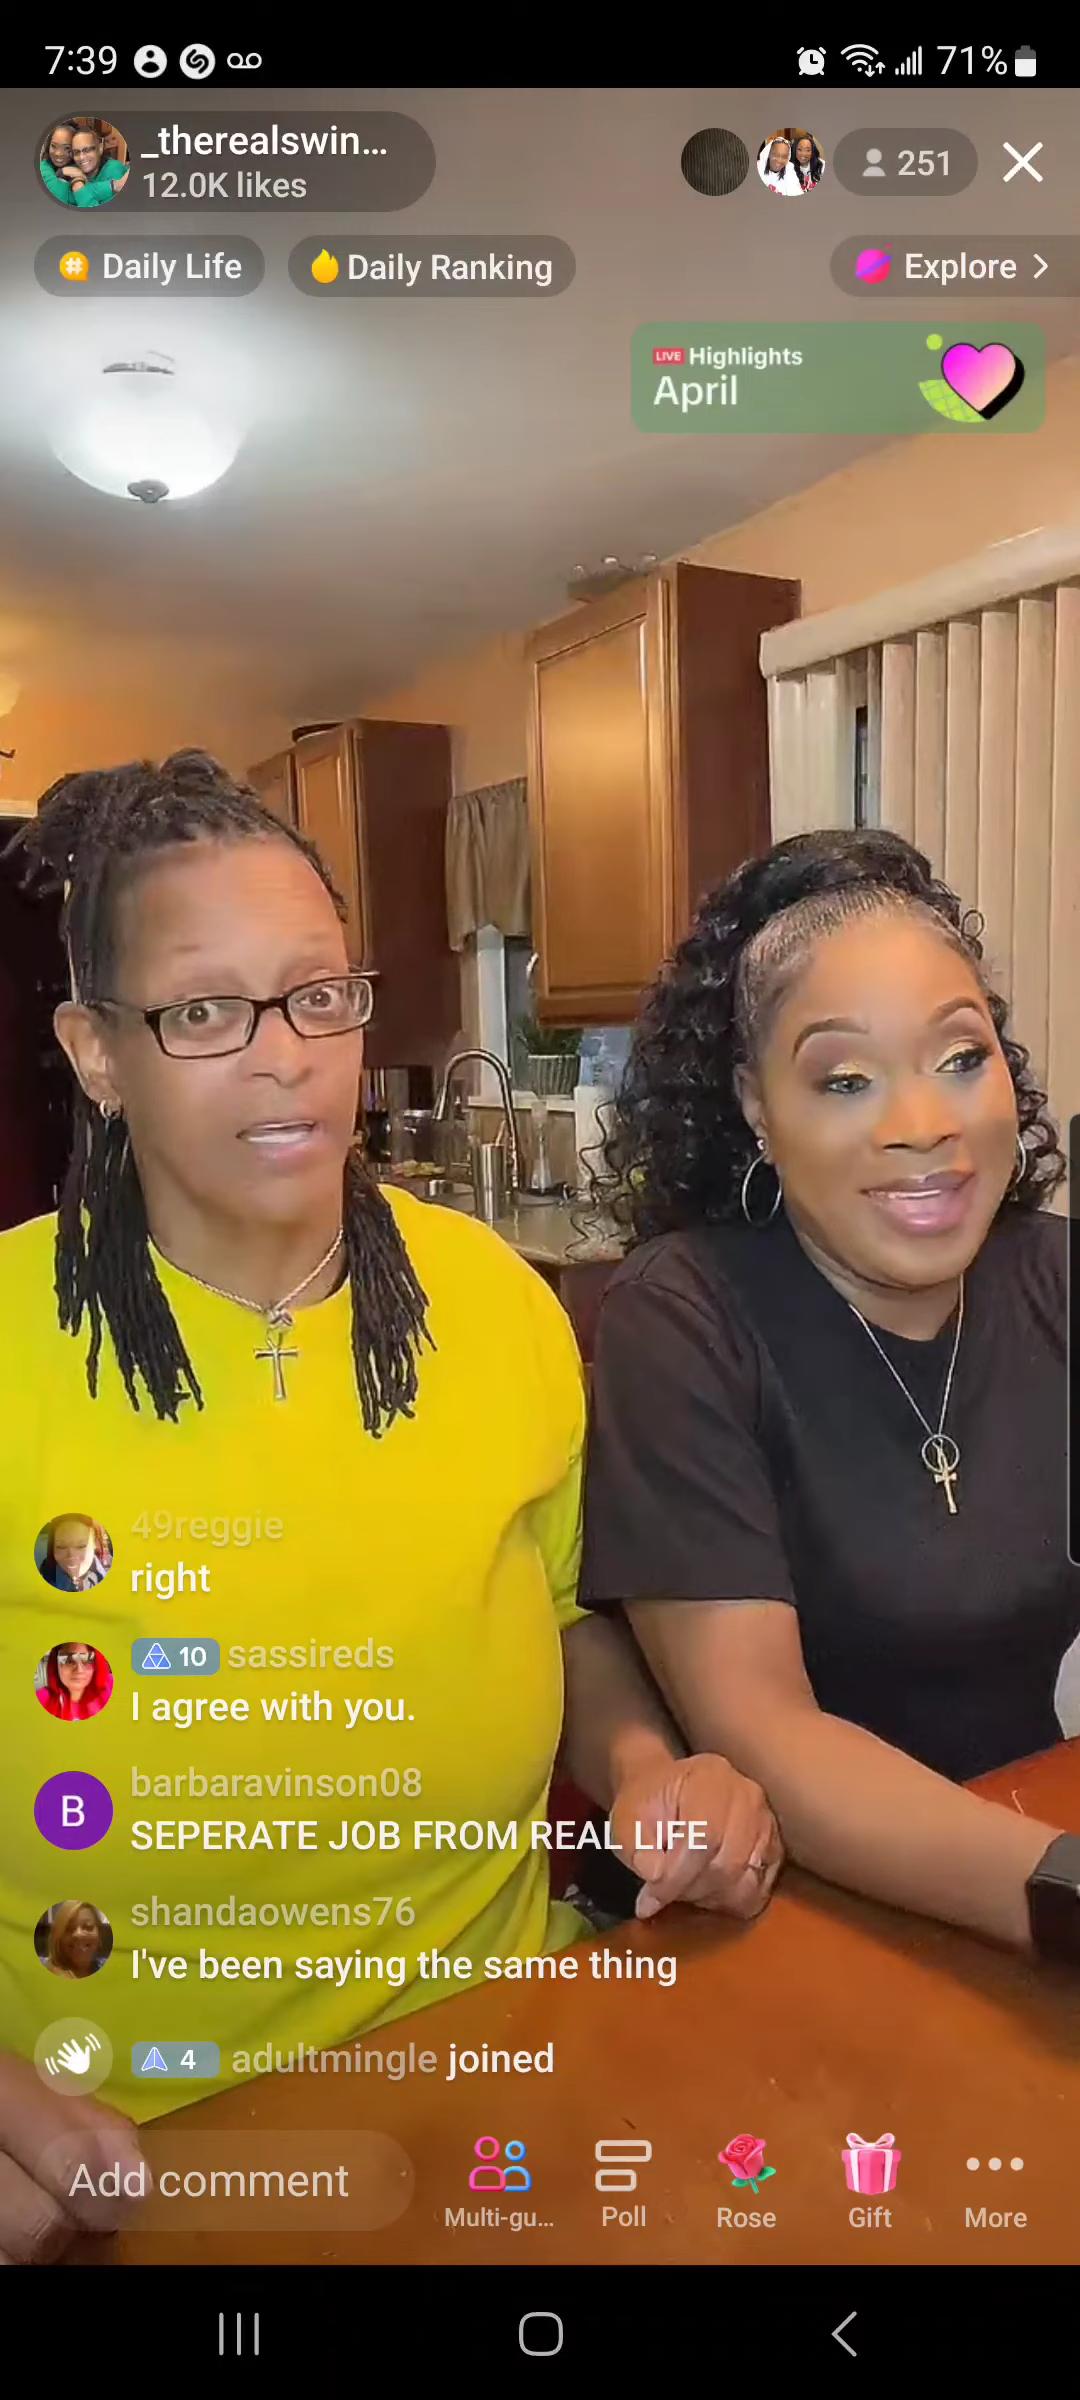 7:39 71%
_therealswin...
12.0K likes
251
Daily Life
Daily Ranking
Explore
LIVE Highlights
April
49reggie
right
10 sassireds
I agree with you.
B
barbaravinson08
SEPERATE JOB FROM REAL LIFE
shandaowens76
I've been saying the same thing
4 adultmingle joined
Add comment
Multi-gu...
Poll
Rose
Gift
More